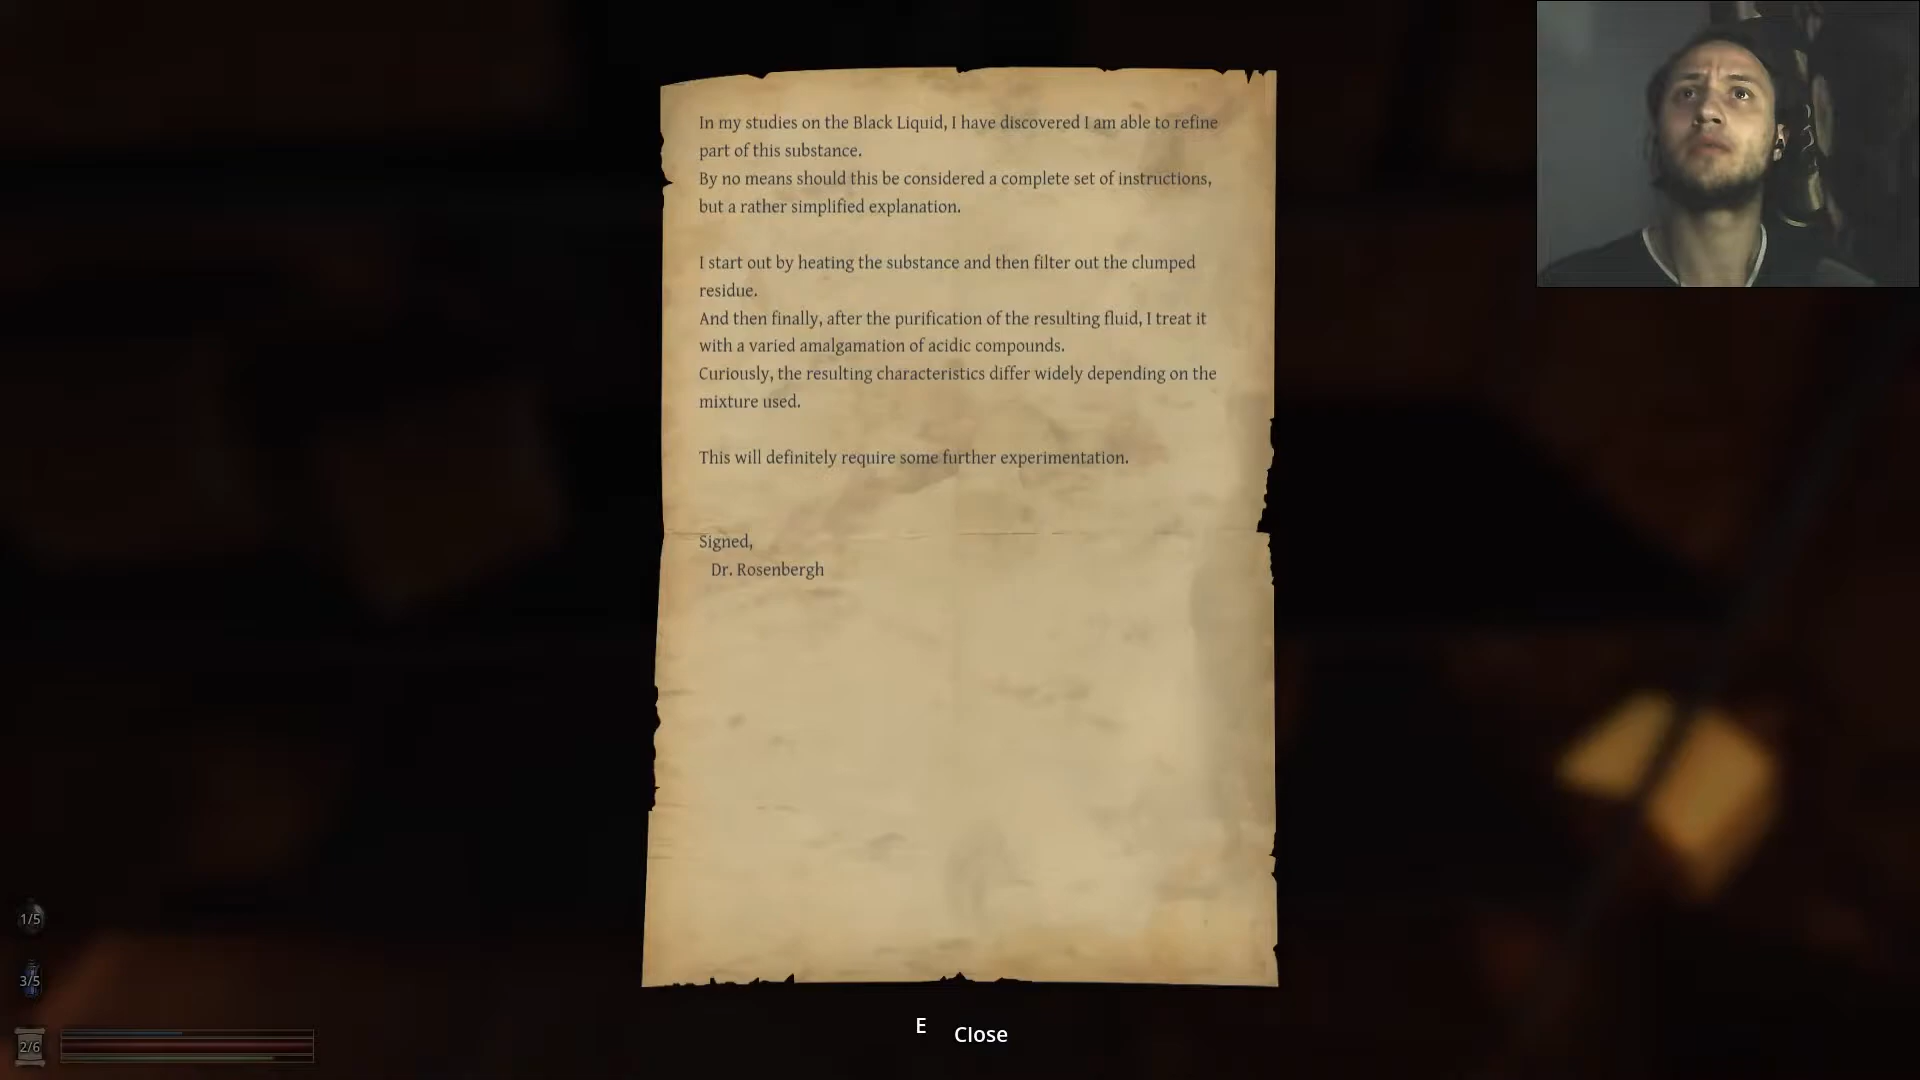 In my studies on the Black Liquid, I have discovered I am able to refine
part of this substance.
By no means should this be considered a complete set of instructions,
but a rather simplified explanation.
I start out by heating the substance and then filter out the clumped
residue.
And then finally, after the purification of the resulting fluid, I treat it
with a varied amalgamation of acidic compounds.
Curiously, the resulting characteristics differ widely depending on the
mixture used.
This will definitely require some further experimentation.
Signed,
Dr. Rosenbergh
1/5
3/5
2/6
E Close